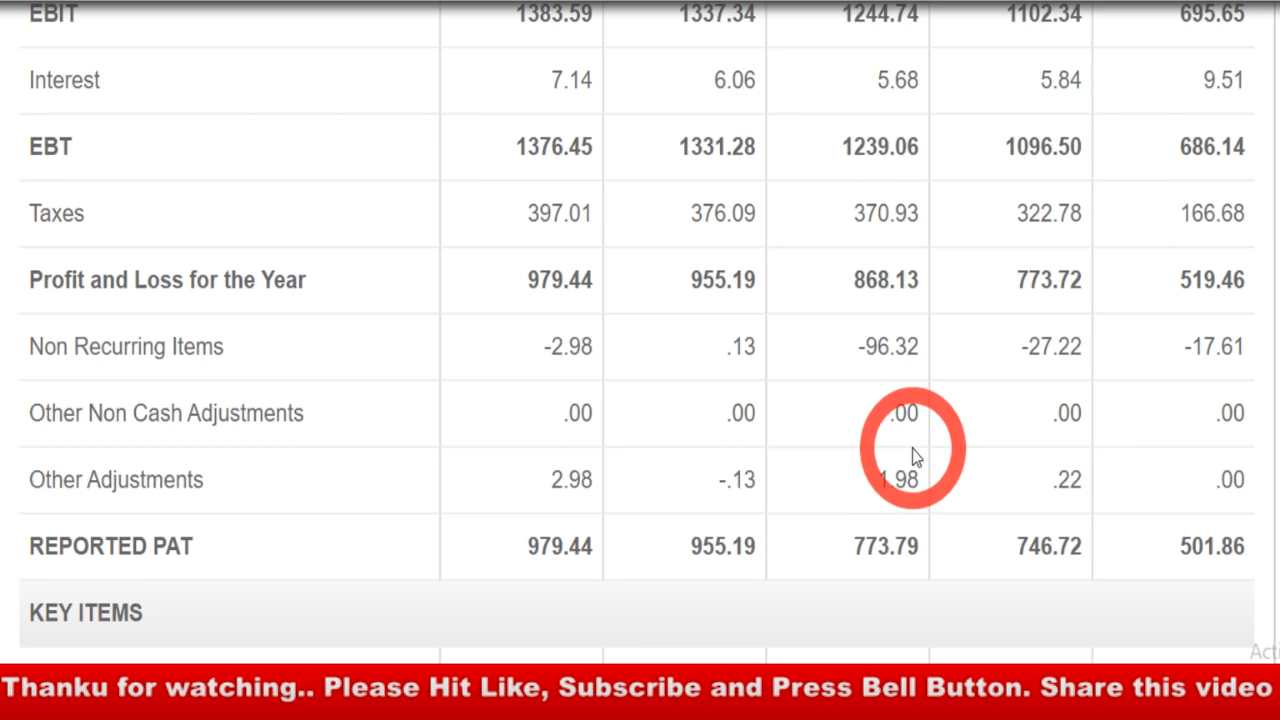 EBIT 1383.59 1337.34 1244.74 1102.34 695.65
Interest 7.14 6.06 5.68 5.84 9.51
EBT 1376.45 1331.28 1239.06 1096.50 686.14
Taxes 397.01 376.09 370.93 322.78 166.68
Profit and Loss for the Year 979.44 955.19 868.13 773.72 519.46
Non Recurring Items -2.98 .13 -96.32 -27.22 -17.61
Other Non Cash Adjustments .00 .00 .00 .00 .00
Other Adjustments 2.98 -.13 1.98 .22 .00
REPORTED PAT 979.44 955.19 773.79 746.72 501.86
KEY ITEMS
Thanku for watching.. Please Hit Like, Subscribe and Press Bell Button. Share this video